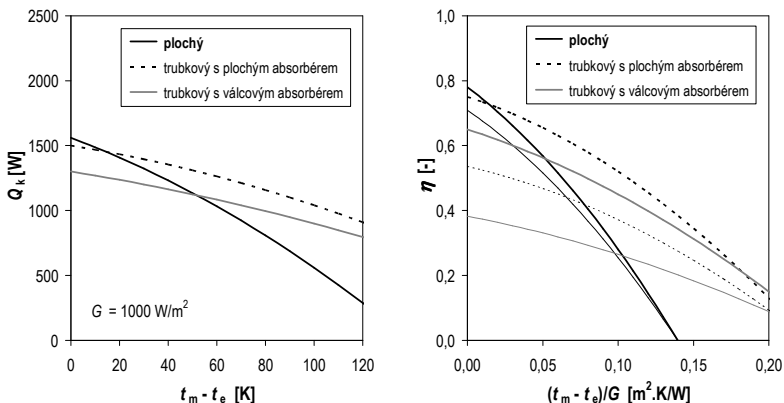 2500
2000
1500
1000
500
0
Q k [W]
plochý
trubkový s plochým absorbérem
trubkový s válcovým absorbérem
G = 1000 W/m²
0 20 40 60 80 100 120
t m - t e [K]
1,0
0,8
0,6
0,4
0,2
0,0
η [-]
plochý
trubkový s plochým absorbérem
trubkový s válcovým absorbérem
0,00 0,05 0,10 0,15 0,20
(t m - t e)/G [m².K/W]